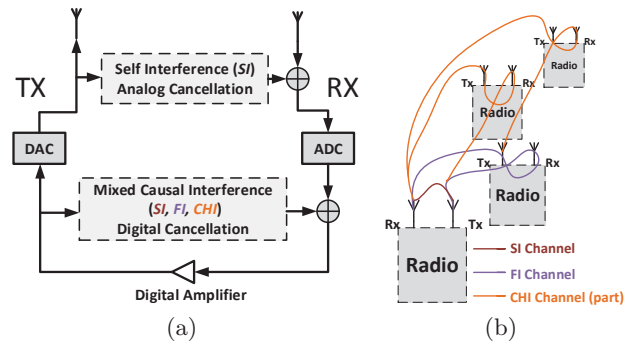 TX
Self Interference (SI)
Analog Cancellation
RX
DAC
ADC
Mixed Causal Interference
(SI, FI, CHI)
Digital Cancellation
Digital Amplifier
(a)
Tx
Rx
Radio
Tx
Rx
Radio
Tx
Rx
Radio
Rx
Tx
Radio
SI Channel
FI Channel
CHI Channel (part)
(b)